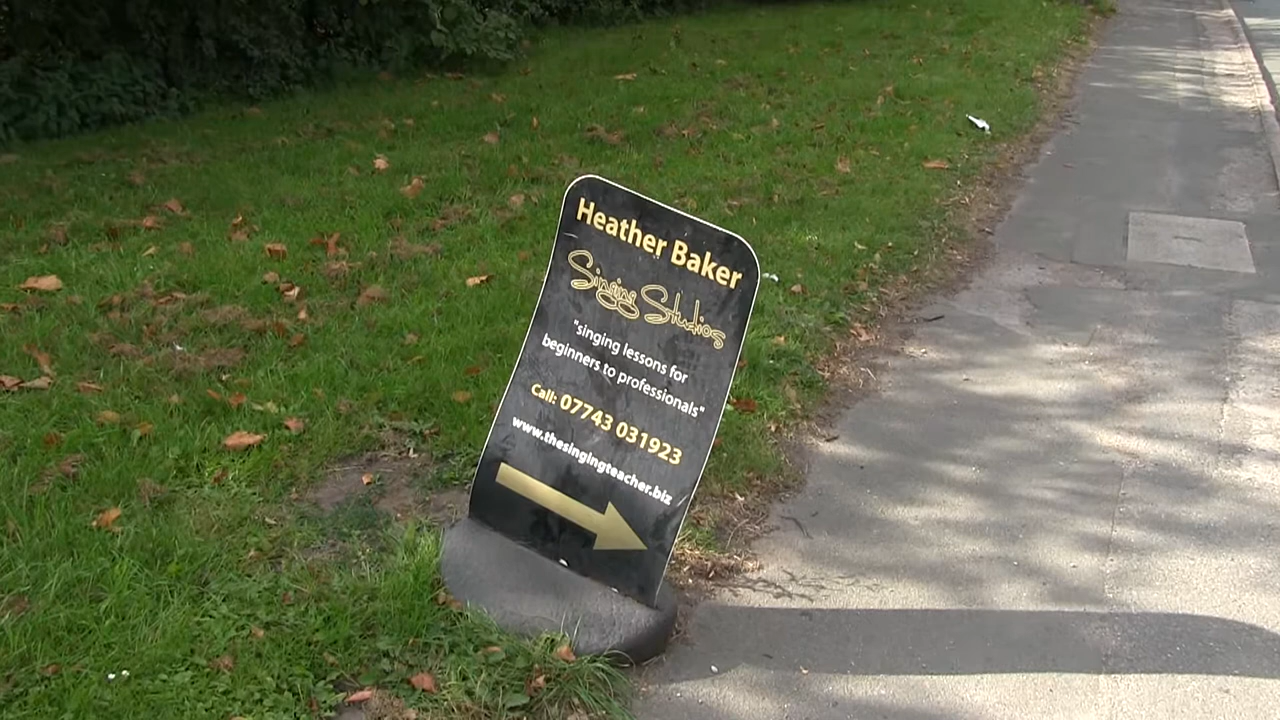 Heather Baker
Singing Studios
"singing lessons for
beginners to professionals"
Call: 07743 031923
www.thesingingteacher.biz